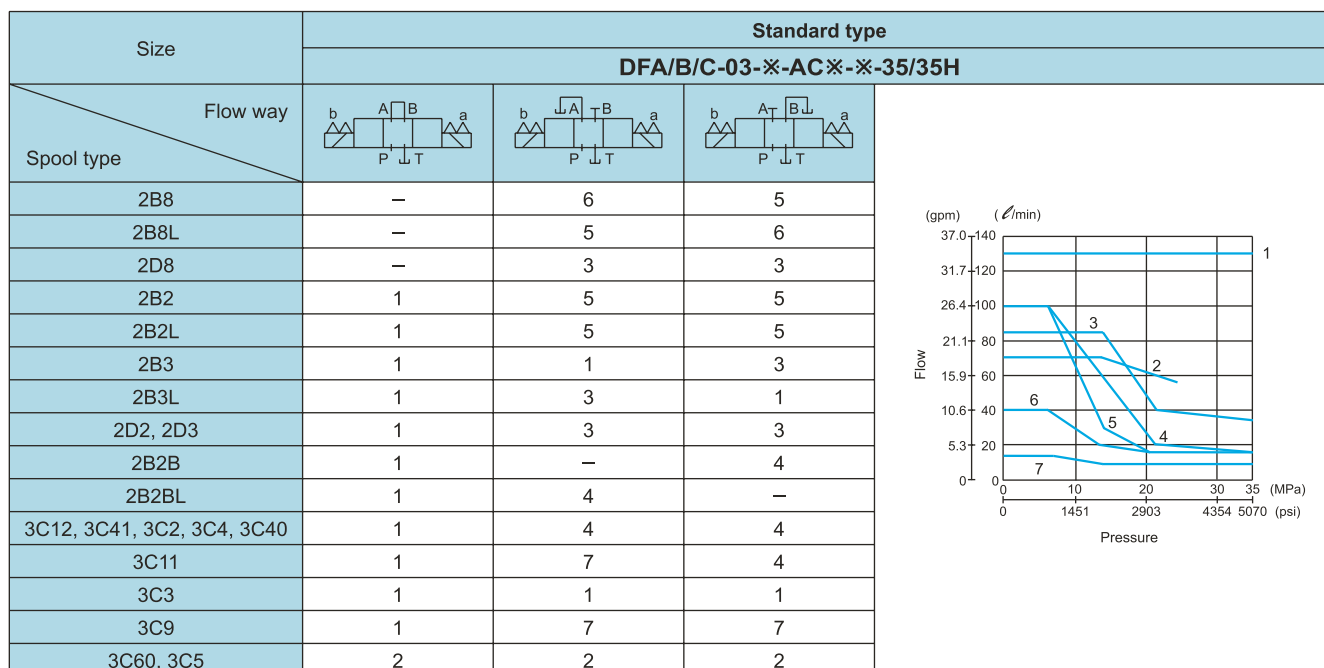 Size
Standard type
DFA/B/C-03-※-AC※-※-35/35H
Flow way
Spool type
b A B a
P T
b A B a
P T
b A B a
P T
2B8 – 6 5
2B8L – 5 6
2D8 – 3 3
2B2 1 5 5
2B2L 1 5 5
2B3 1 1 3
2B3L 1 3 1
2D2, 2D3 1 3 3
2B2B 1 – 4
2B2BL 1 4 –
3C12, 3C41, 3C2, 3C4, 3C40 1 4 4
3C11 1 7 4
3C3 1 1 1
3C9 1 7 7
3C60, 3C5 2 2 2
(gpm) (ℓ/min)
37.0 140
1
31.7 120
26.4 100
3
21.1 80
2
15.9 60
6
10.6 40
5 4
5.3 20
7
0 0
Flow
0 10 20 30 35 (MPa)
0 1451 2903 4354 5070 (psi)
Pressure